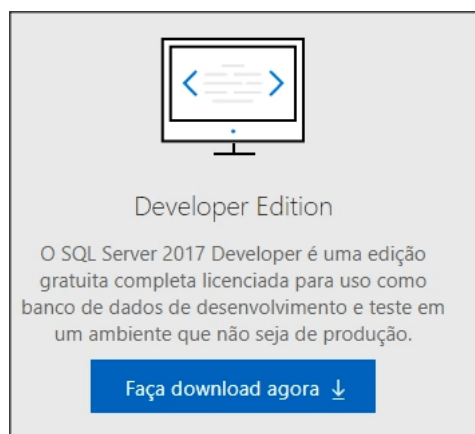 Developer Edition
O SQL Server 2017 Developer é uma edição
gratuita completa licenciada para uso como
banco de dados de desenvolvimento e teste em
um ambiente que não seja de produção.
Faça download agora